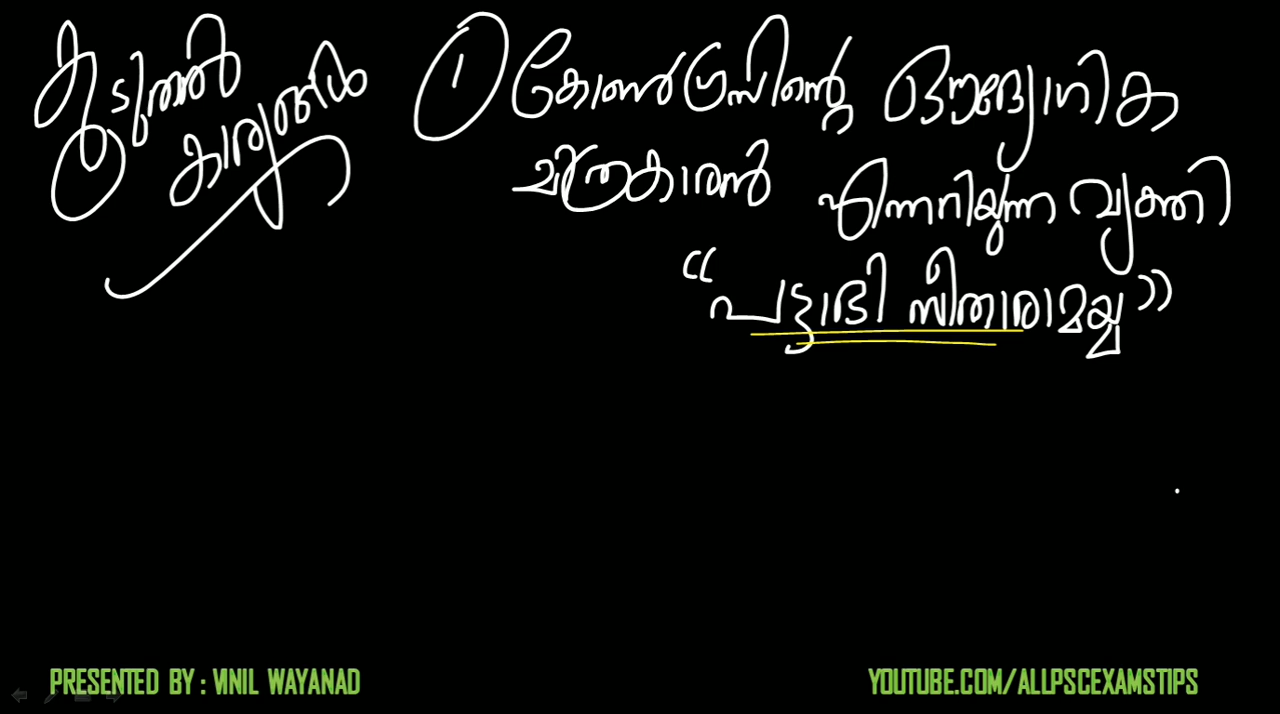 കൂടുതൽ
കാര്യങ്ങൾ
① കോൺഗ്രസിന്റെ ഔദ്യോഗിക
ചിത്രകാരൻ എന്നറിയുന്ന വ്യക്തി
“പട്ടാഭി സീതാരാമയ്യ”
PRESENTED BY : VINIL WAYANAD
YOUTUBE.COM/ALLPSCEXAMSTIPS